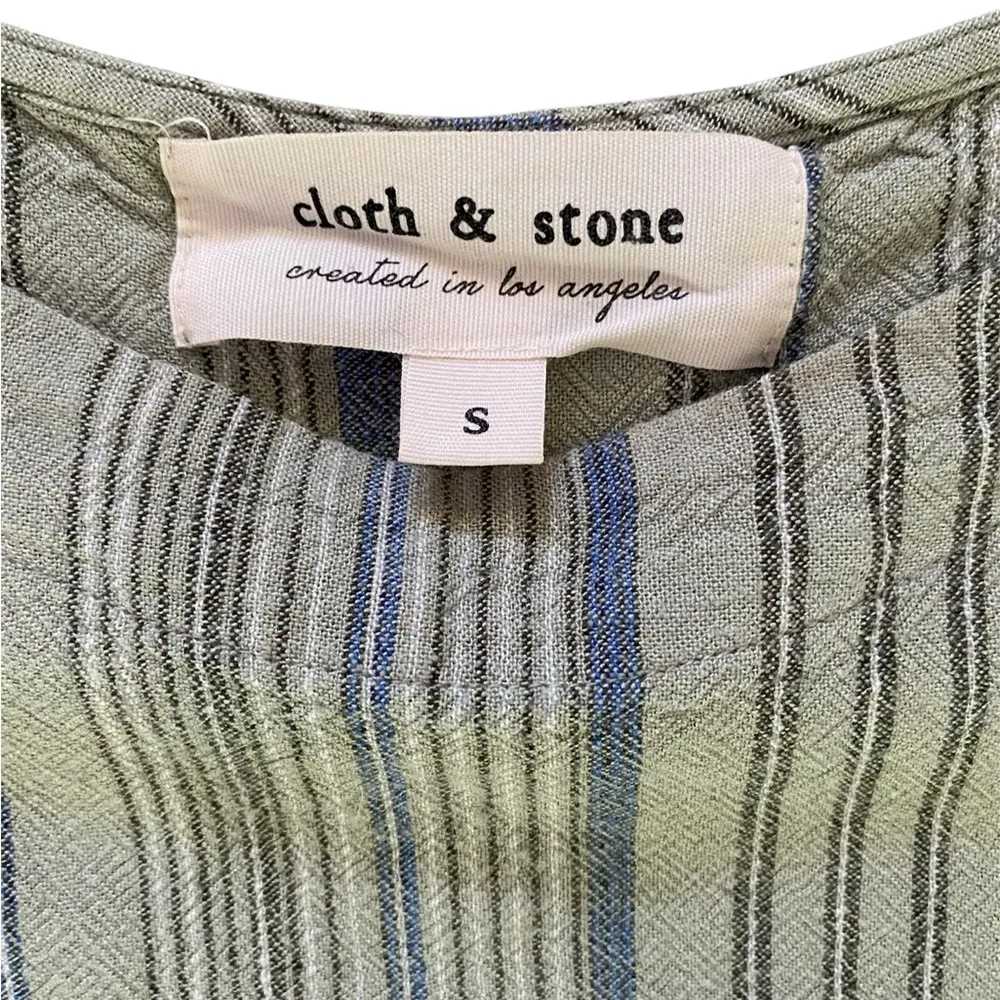 cloth & stone
created in los angeles
S